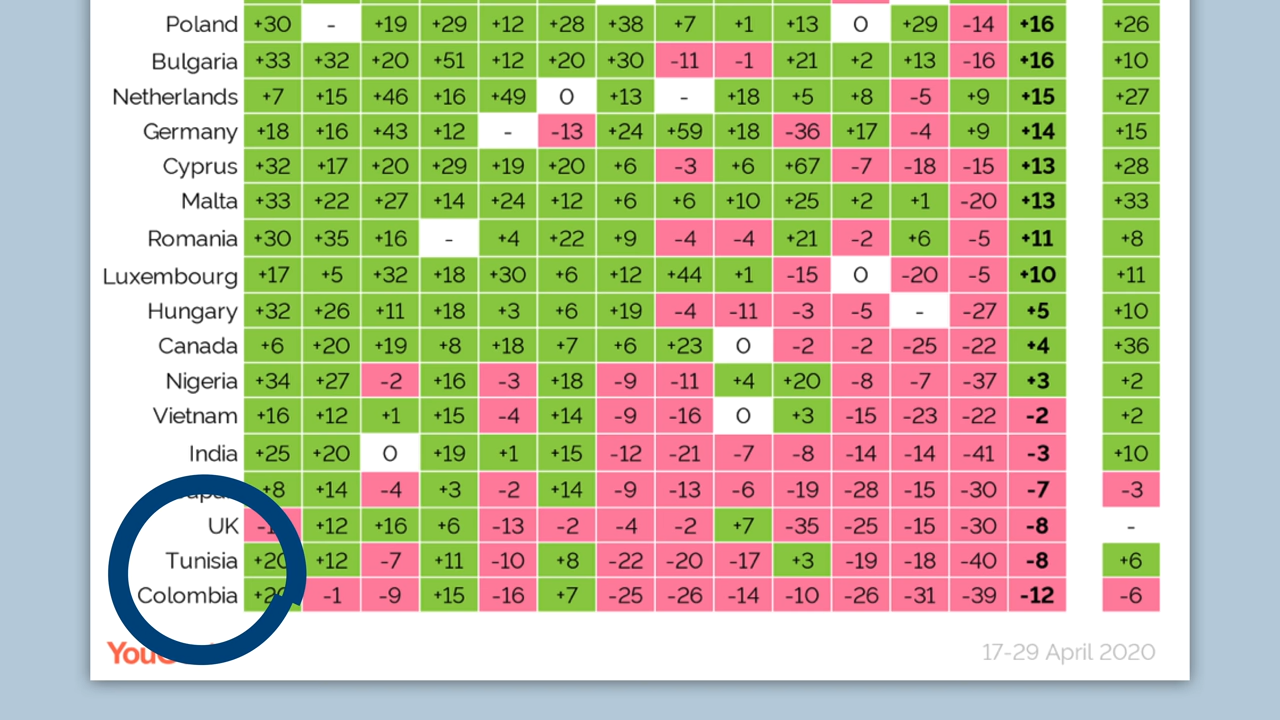 Poland +30 - +19 +29 +12 +28 +38 +7 +1 +13 0 +29 -14 +16 +26
Bulgaria +33 +32 +20 +51 +12 +20 +30 -11 -1 +21 +2 +13 -16 +16 +10
Netherlands +7 +15 +46 +16 +49 0 +13 - +18 +5 +8 -5 +9 +15 +27
Germany +18 +16 +43 +12 - -13 +24 +59 +18 -36 +17 -4 +9 +14 +15
Cyprus +32 +17 +20 +29 +19 +20 +6 -3 +6 +67 -7 -18 -15 +13 +28
Malta +33 +22 +27 +14 +24 +12 +6 +6 +10 +25 +2 +1 -20 +13 +33
Romania +30 +35 +16 - +4 +22 +9 -4 -4 +21 -2 +6 -5 +11 +8
Luxembourg +17 +5 +32 +18 +30 +6 +12 +44 +1 -15 0 -20 -5 +10 +11
Hungary +32 +26 +11 +18 +3 +6 +19 -4 -11 -3 -5 - -27 +5 +10
Canada +6 +20 +19 +8 +18 +7 +6 +23 0 -2 -2 -25 -22 +4 +36
Nigeria +34 +27 -2 +16 -3 +18 -9 -11 +4 +20 -8 -7 -37 +3 +2
Vietnam +16 +12 +1 +15 -4 +14 -9 -16 0 +3 -15 -23 -22 -2 +2
India +25 +20 0 +19 +1 +15 -12 -21 -7 -8 -14 -14 -41 -3 +10
+8 +14 -4 +3 -2 +14 -9 -13 -6 -19 -28 -15 -30 -7 -3
UK +12 +16 +6 -13 -2 -4 -2 +7 -35 -25 -15 -30 -8 -
Tunisia +20 +12 -7 +11 -10 +8 -22 -20 -17 +3 -19 -18 -40 -8 +6
Colombia -1 -9 +15 -16 +7 -25 -26 -14 -10 -26 -31 -39 -12 -6
17-29 April 2020